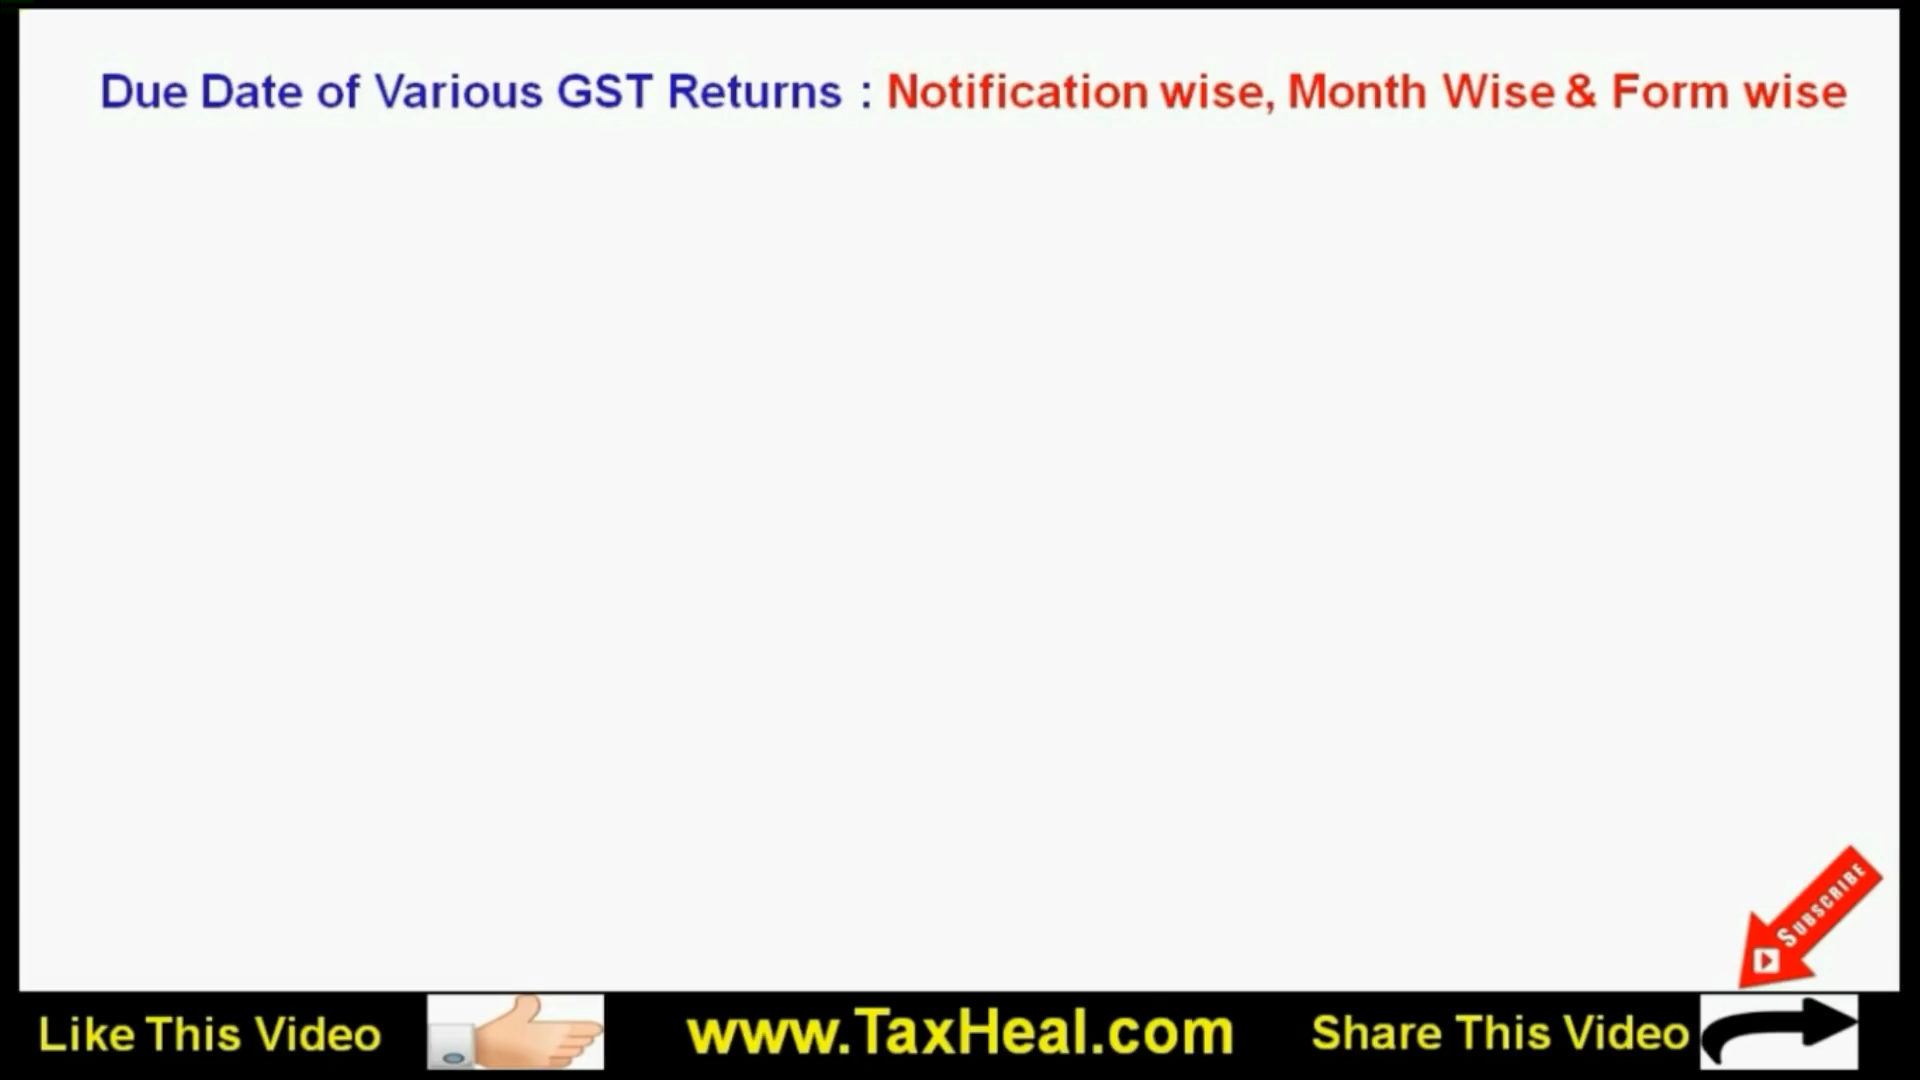 Due Date of Various GST Returns : Notification wise, Month Wise & Form wise
SUBSCRIBE
Like This Video
www.TaxHeal.com
Share This Video